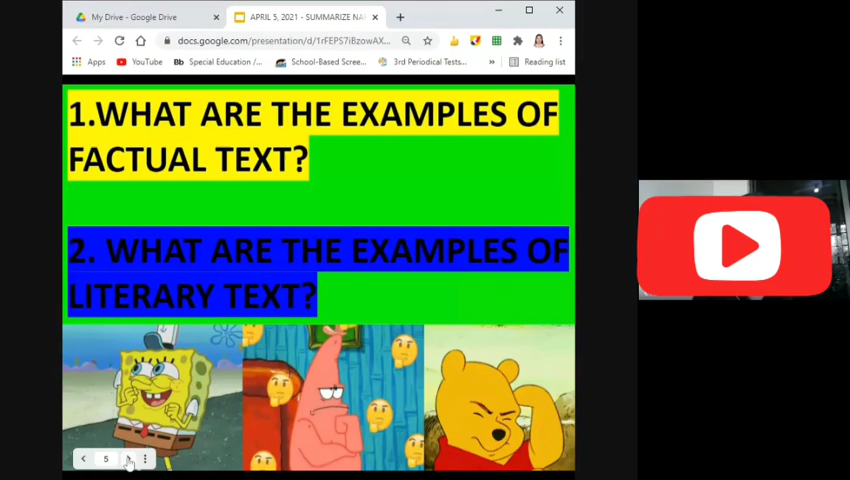 My Drive - Google Drive
APRIL 5, 2021 - SUMMARIZE NA
docs.google.com/presentation/d/1rFEPS7iBzowAX...
Apps
YouTube
Bb Special Education /...
School-Based Scree...
3rd Periodical Tests...
»
Reading list
1.WHAT ARE THE EXAMPLES OF
FACTUAL TEXT?
2. WHAT ARE THE EXAMPLES OF
LITERARY TEXT?
5